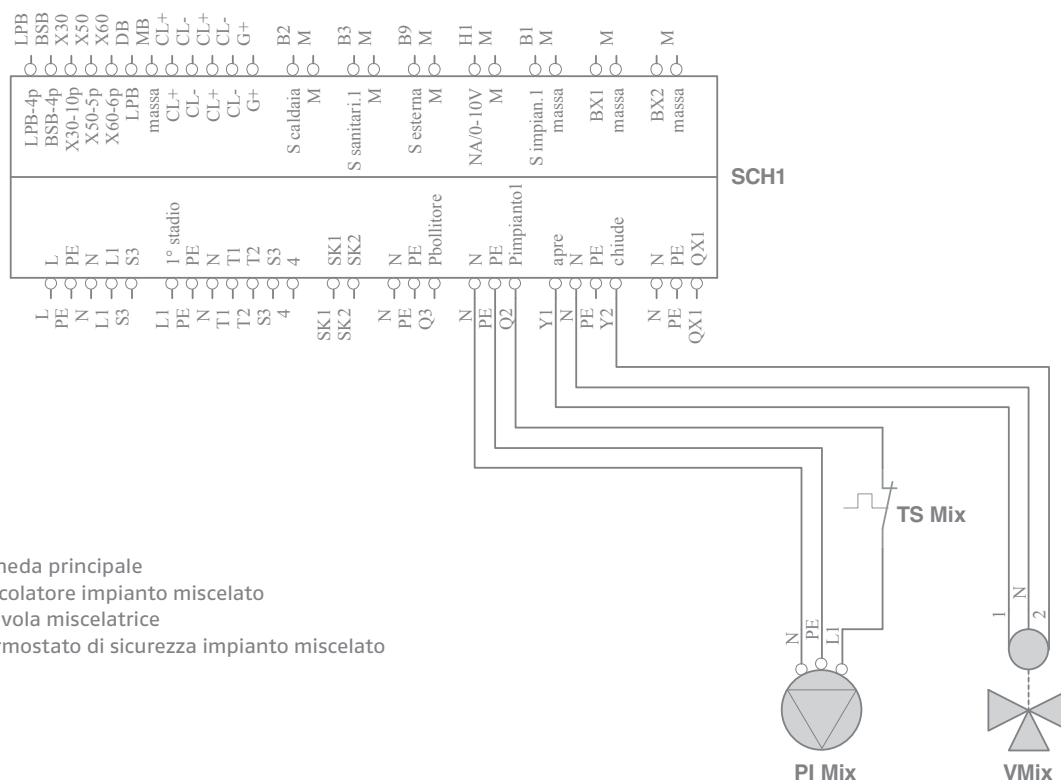 LPB BSB X30 X50 X60 DB MB CL+ CL- CL+ CL- G+ B2 M B3 M B9 M H1 M B1 M M M
LPB-4p BSB-4p X30-10p X50-5p X60-6p LPB massa CL+ CL- CL+ CL- G+ S caldaia M S sanitari.1 M S esterna M NA/0-10V M S impian.1 massa BX1 massa BX2 massa
SCH1
L PE N L1 S3 1° stadio PE N T1 T2 S3 4 SK1 SK2 N PE Pbollitore N PE Pimpianto1 apre N PE chiude N PE QX1
L PE N L1 S3 L1 PE N T1 T2 S3 4 SK1 SK2 N PE Q3 N PE Q2 Y1 N PE Y2 N PE QX1
TS Mix
heda principale
colatore impianto miscelato
vola miscelatrice
rmostato di sicurezza impianto miscelato
N PE L1
1 N 2
PI Mix
VMix